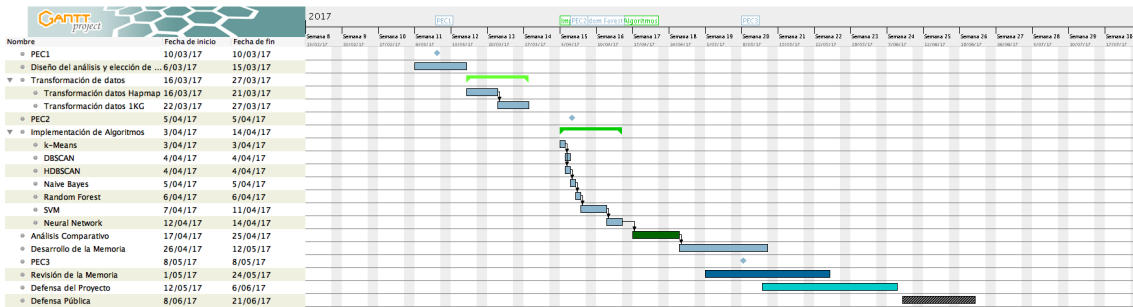 GANTT
project
2017
PEC1
Im
PEC2
dom Forest
Algoritmos
PEC3
Nombre Fecha de inicio Fecha de fin
Semana 8 Semana 9 Semana 10 Semana 11 Semana 12 Semana 13 Semana 14 Semana 15 Semana 16 Semana 17 Semana 18 Semana 19 Semana 20 Semana 21 Semana 22 Semana 23 Semana 24 Semana 25 Semana 26 Semana 27 Semana 28 Semana 29 Semana 30
PEC1 10/03/17 10/03/17
Diseño del análisis y elección de ... 6/03/17 15/03/17
Transformación de datos 16/03/17 27/03/17
Transformación datos Hapmap 16/03/17 21/03/17
Transformación datos 1KG 22/03/17 27/03/17
PEC2 5/04/17 5/04/17
Implementación de Algoritmos 3/04/17 14/04/17
k-Means 3/04/17 3/04/17
DBSCAN 4/04/17 4/04/17
HDBSCAN 4/04/17 4/04/17
Naive Bayes 5/04/17 5/04/17
Random Forest 6/04/17 6/04/17
SVM 7/04/17 11/04/17
Neural Network 12/04/17 14/04/17
Análisis Comparativo 17/04/17 25/04/17
Desarrollo de la Memoria 26/04/17 12/05/17
PEC3 8/05/17 8/05/17
Revisión de la Memoria 1/05/17 24/05/17
Defensa del Proyecto 12/05/17 6/06/17
Defensa Pública 8/06/17 21/06/17